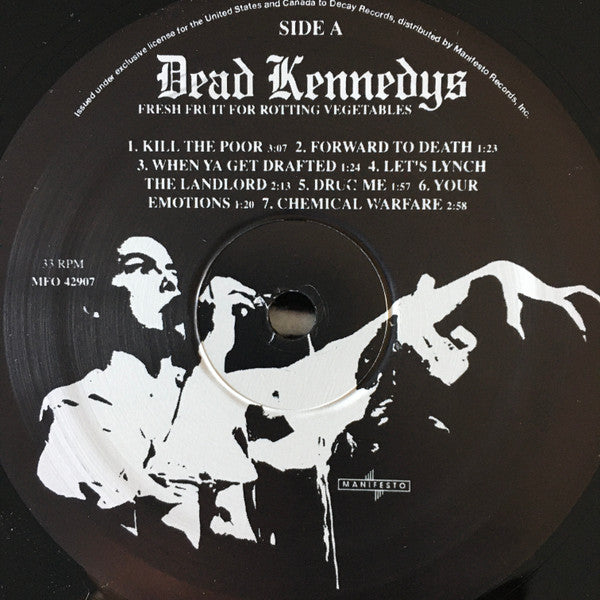 Issued under exclusive license for the United States and Canada to Decay Records, distributed by Manifesto Records, Inc.
SIDE A
Dead Kennedys
FRESH FRUIT FOR ROTTING VEGETABLES
1. KILL THE POOR 3:07 2. FORWARD TO DEATH 1:23
3. WHEN YA GET DRAFTED 1:24 4. LET'S LYNCH
THE LANDLORD 2:13 5. DRUG ME 1:57 6. YOUR
EMOTIONS 1:20 7. CHEMICAL WARFARE 2:58
33 RPM
MFO 42907
MANIFESTO